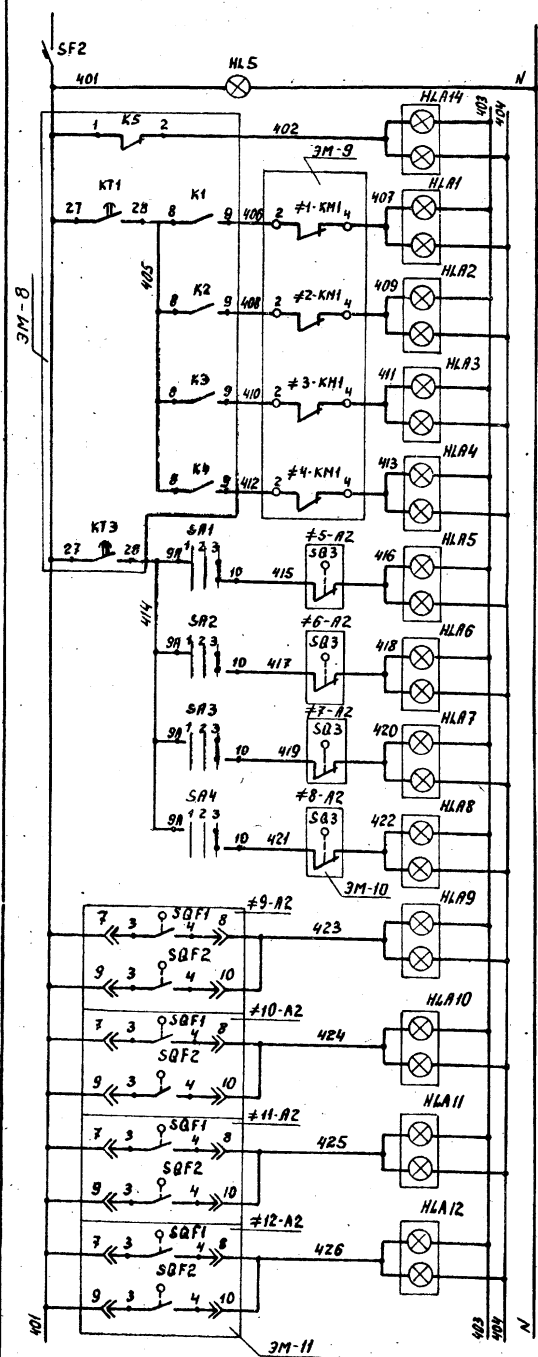 SF2
401 HL5 N
HLA14 403 404
1 K5 2 402
ЭМ-9
KT1 K1 ≠1-KM1 407 HLA1
27 28 8 9 406 2 4
405
K2 ≠2-KM1 409 HLA2
8 9 408 2 4
ЭМ-8
K3 ≠3-KM1 411 HLA3
8 9 410 2 4
K4 ≠4-KM1 413 HLA4
8 9 412 2 4
KT3 SA1 ≠5-A2 HLA5
27 28 9A 1 2 3 SQ3 416
10 415
414
SA2 ≠6-A2 HLA6
9A 1 2 3 SQ3 418
10 417
SA3 ≠7-A2 HLA7
9A 1 2 3 SQ3 420
10 419
SA4 ≠8-A2 HLA8
9A 1 2 3 SQ3 422
10 421
ЭМ-10
≠9-A2 HLA9
7 3 SQF1 4 8 423
SQF2
9 3 4 10
≠10-A2 HLA10
7 3 SQF1 4 8 424
SQF2
9 3 4 10
≠11-A2 HLA11
7 3 SQF1 4 8 425
SQF2
9 3 4 10
≠12-A2 HLA12
7 3 SQF1 4 8 426
SQF2
9 3 4 10
401 403 404 N
ЭМ-11